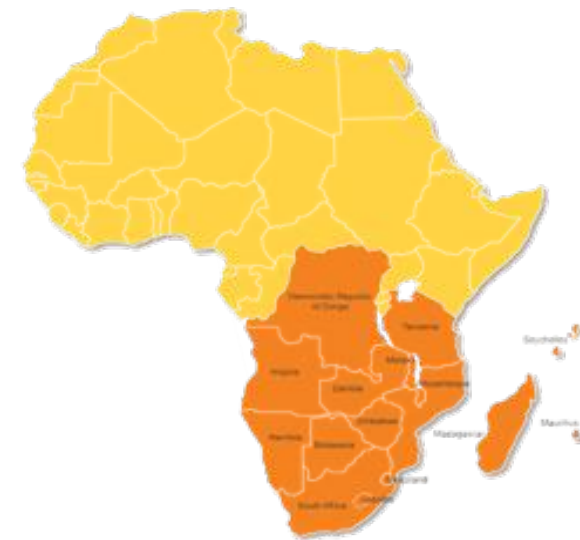 Democratic Republic
of Congo
Tanzania
Seychelles
Angola
Malawi
Zambia
Mozambique
Zimbabwe
Madagascar
Mauritius
Namibia
Botswana
Swaziland
South Africa
Lesotho